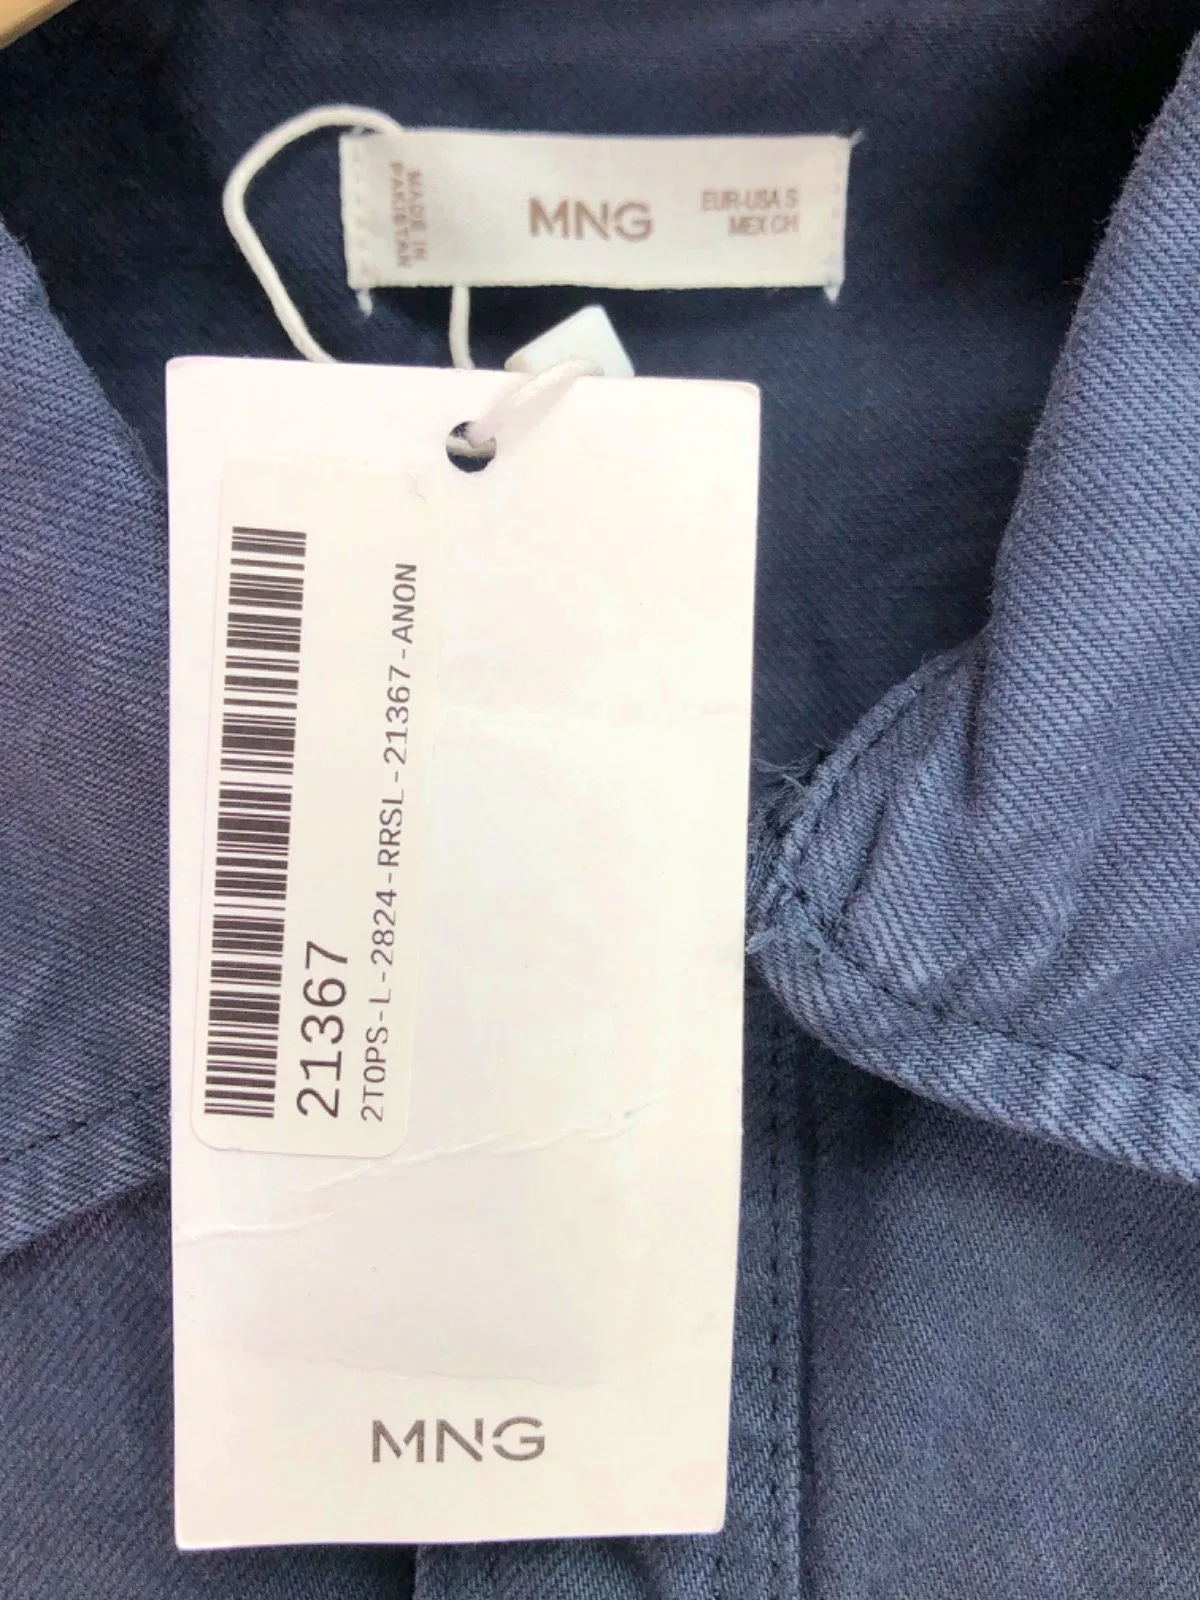 MADE IN
PAKISTAN
MNG
EUR-USA S
MEX CH
21367
2TOPS-L-2824-RRSL-21367-ANON
MNG